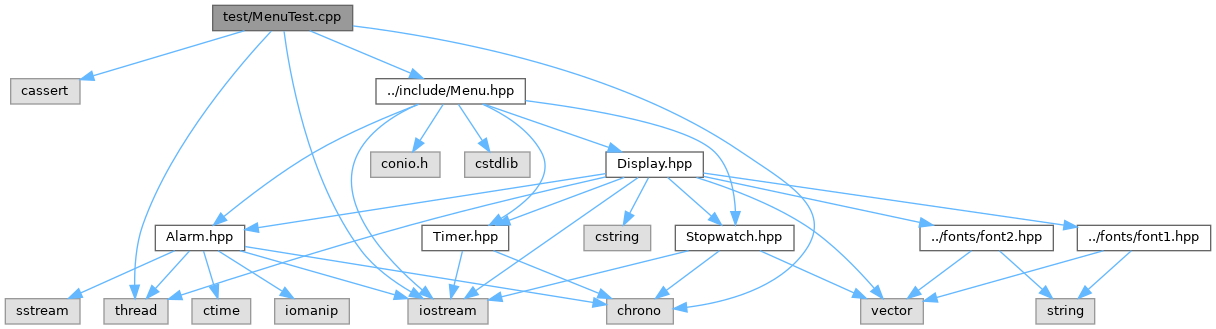 test/MenuTest.cpp
cassert
../include/Menu.hpp
conio.h
cstdlib
Display.hpp
Alarm.hpp
Timer.hpp
cstring
Stopwatch.hpp
../fonts/font2.hpp
../fonts/font1.hpp
sstream
thread
ctime
iomanip
iostream
chrono
vector
string